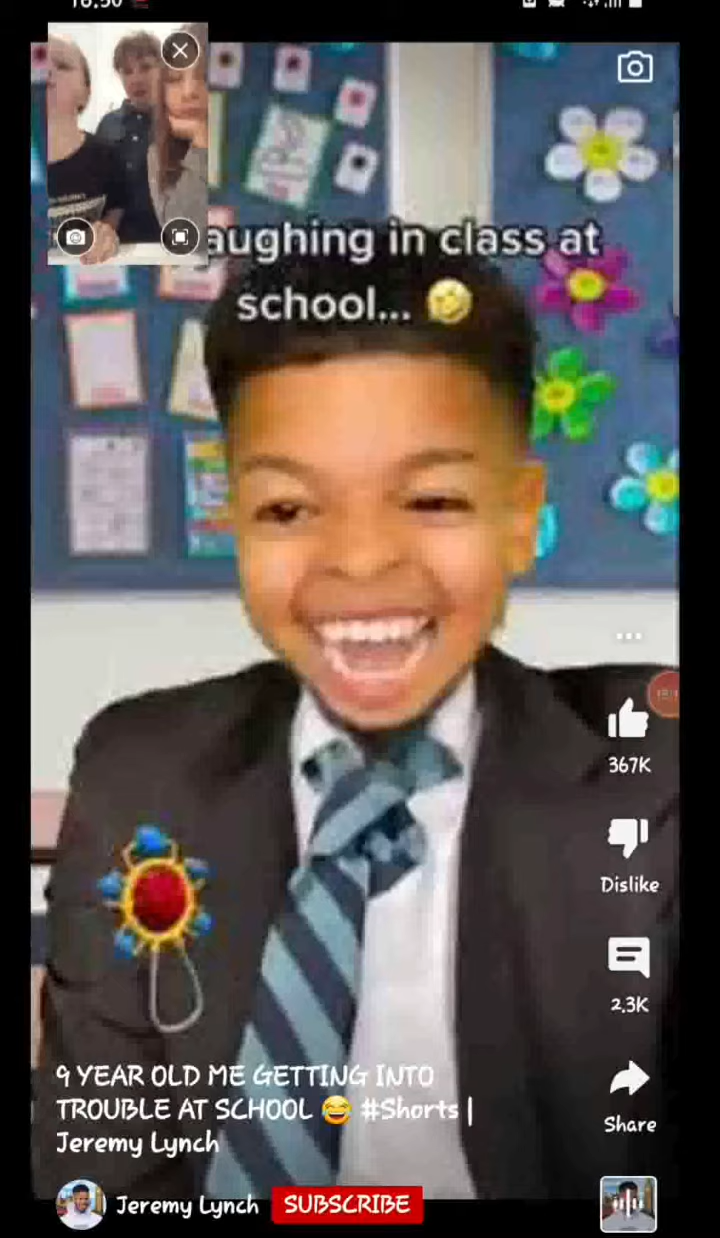 aughing in class at
school... 🤣
367K
Dislike
2.3K
Share
9 YEAR OLD ME GETTING INTO
TROUBLE AT SCHOOL 😂 #Shorts |
Jeremy Lynch
Jeremy Lynch SUBSCRIBE